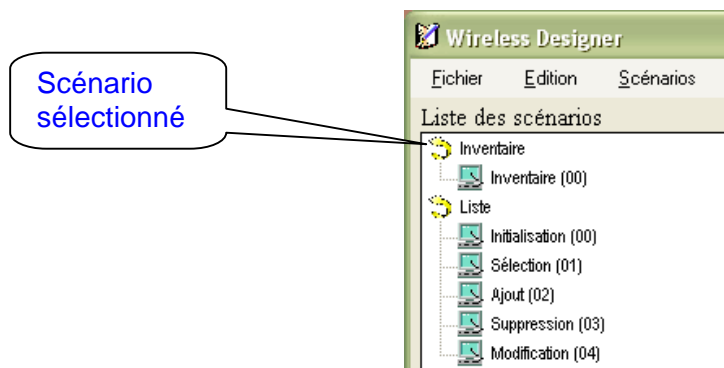 Wireless Designer
Fichier Edition Scénarios
Scénario
sélectionné
Liste des scénarios
Inventaire
Inventaire (00)
Liste
Initialisation (00)
Sélection (01)
Ajout (02)
Suppression (03)
Modification (04)